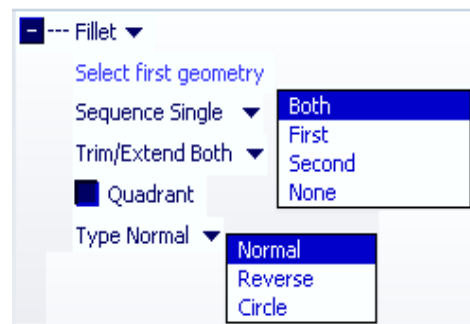 Fillet
Select first geometry
Sequence Single
Trim/Extend Both
Both
First
Second
None
Quadrant
Type Normal
Normal
Reverse
Circle